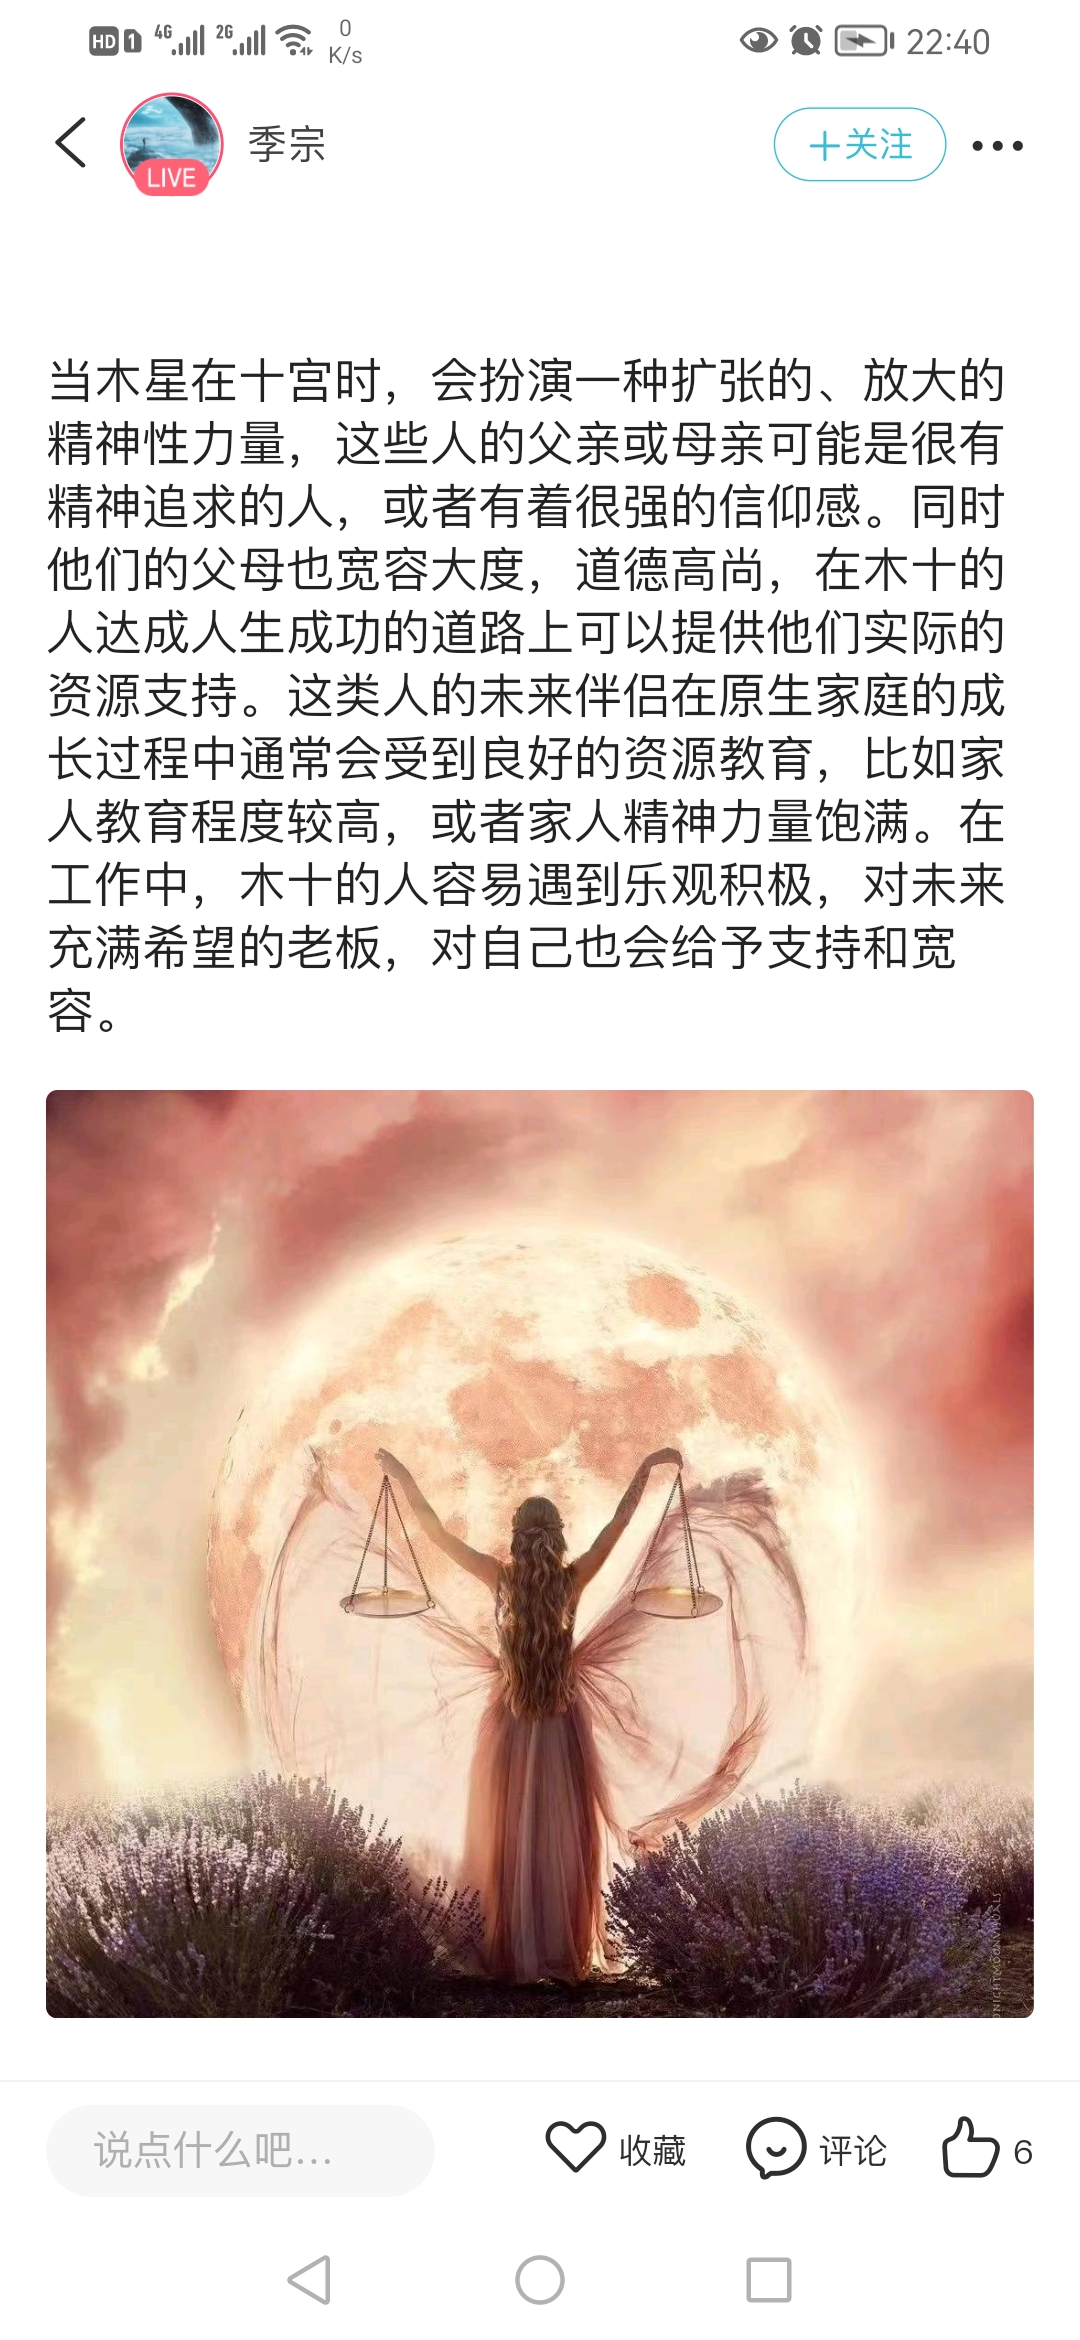 HD 1 4G 2G 0 K/s 22:40
季宗
LIVE
+关注
当木星在十宫时，会扮演一种扩张的、放大的
精神性力量，这些人的父亲或母亲可能是很有
精神追求的人，或者有着很强的信仰感。同时
他们的父母也宽容大度，道德高尚，在木十的
人达成人生成功的道路上可以提供他们实际的
资源支持。这类人的未来伴侣在原生家庭的成
长过程中通常会受到良好的资源教育，比如家
人教育程度较高，或者家人精神力量饱满。在
工作中，木十的人容易遇到乐观积极，对未来
充满希望的老板，对自己也会给予支持和宽
容。
说点什么吧... 收藏 评论 6